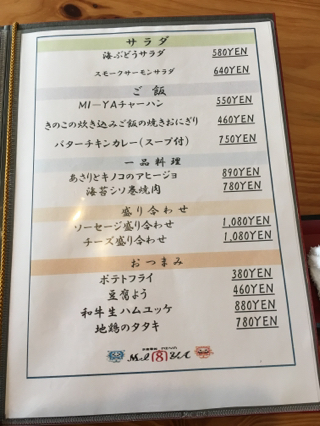 サラダ
海ぶどうサラダ 580YEN
スモークサーモンサラダ 640YEN
ご飯
MI-YAチャーハン 550YEN
きのこの炊き込みご飯の焼きおにぎり 460YEN
バターチキンカレー(スープ付) 750YEN
一品料理
あさりとキノコのアヒージョ 890YEN
海苔シソ巻焼肉 780YEN
盛り合わせ
ソーセージ盛り合わせ 1,080YEN
チーズ盛り合わせ 1,080YEN
おつまみ
ポテトフライ 380YEN
豆腐よう 460YEN
和牛生ハムユッケ 880YEN
地鶏のタタキ 780YEN